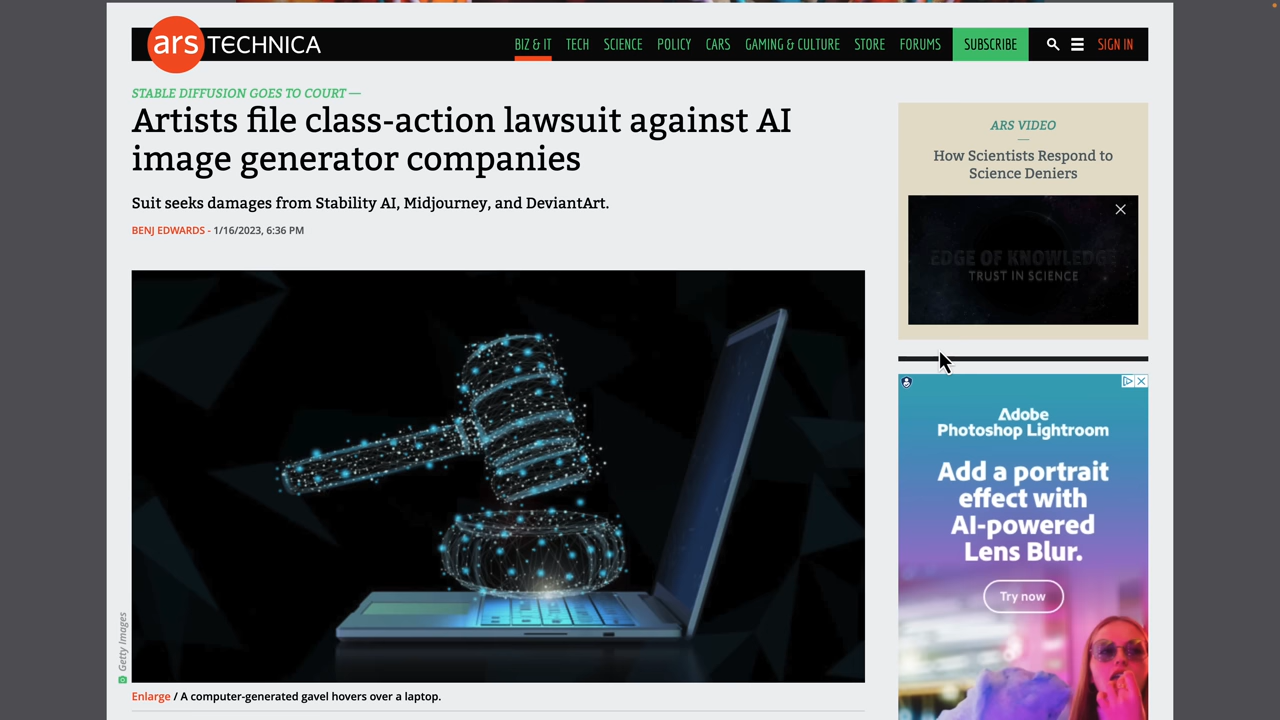 ars TECHNICA
BIZ & IT TECH SCIENCE POLICY CARS GAMING & CULTURE STORE FORUMS SUBSCRIBE SIGN IN
STABLE DIFFUSION GOES TO COURT —
Artists file class-action lawsuit against AI
image generator companies
Suit seeks damages from Stability AI, Midjourney, and DeviantArt.
BENJ EDWARDS - 1/16/2023, 6:36 PM
Getty Images
Enlarge / A computer-generated gavel hovers over a laptop.
ARS VIDEO
How Scientists Respond to
Science Deniers
EDGE OF KNOWLEDGE
TRUST IN SCIENCE
Adobe
Photoshop Lightroom
Add a portrait
effect with
AI-powered
Lens Blur.
Try now